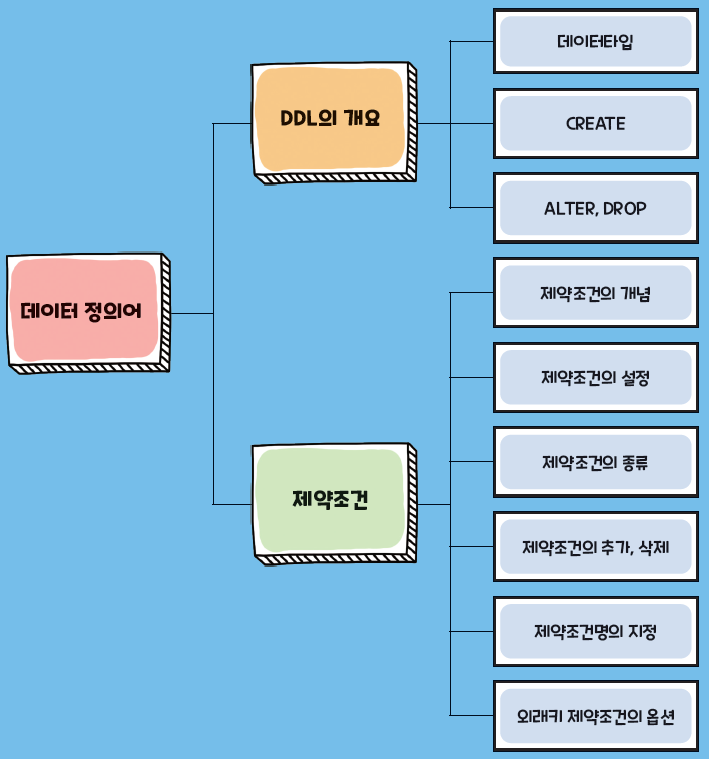 데이터 정의어
DDL의 개요
데이터타입
CREATE
ALTER, DROP
제약조건
제약조건의 개념
제약조건의 설정
제약조건의 종류
제약조건의 추가, 삭제
제약조건명의 지정
외래키 제약조건의 옵션